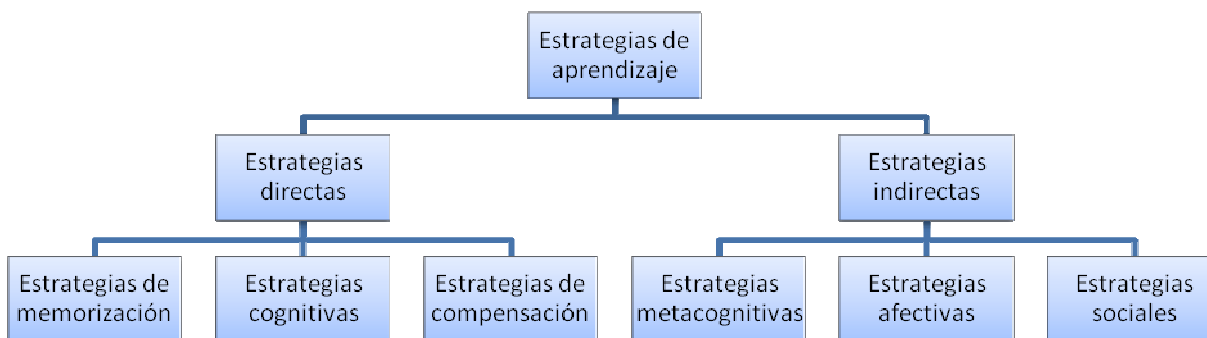 Estrategias de
aprendizaje
Estrategias
directas
Estrategias
indirectas
Estrategias de
memorización
Estrategias
cognitivas
Estrategias de
compensación
Estrategias
metacognitivas
Estrategias
afectivas
Estrategias
sociales